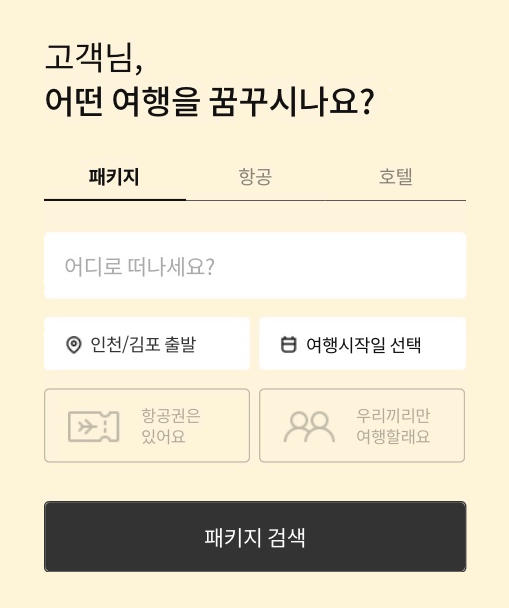 고객님,
어떤 여행을 꿈꾸시나요?
패키지 항공 호텔
어디로 떠나세요?
인천/김포 출발 여행시작일 선택
항공권은
있어요
우리끼리만
여행할래요
패키지 검색